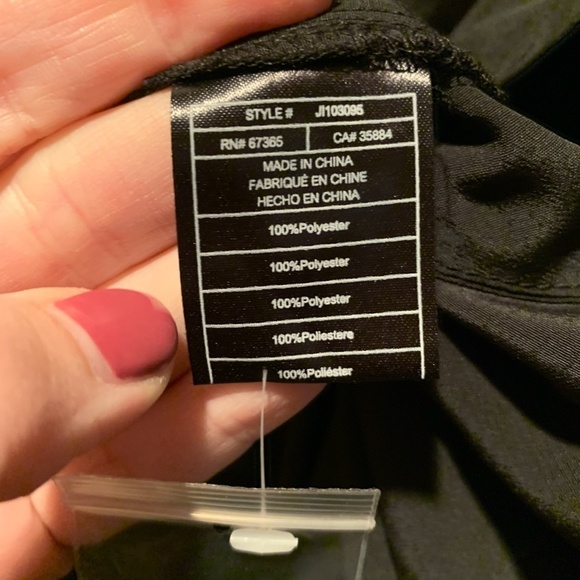 STYLE # JI103095
RN# 67365 CA# 35884
MADE IN CHINA
FABRIQUÉ EN CHINE
HECHO EN CHINA
100%Polyester
100%Polyester
100%Polyester
100%Poliestere
100%Poliéster